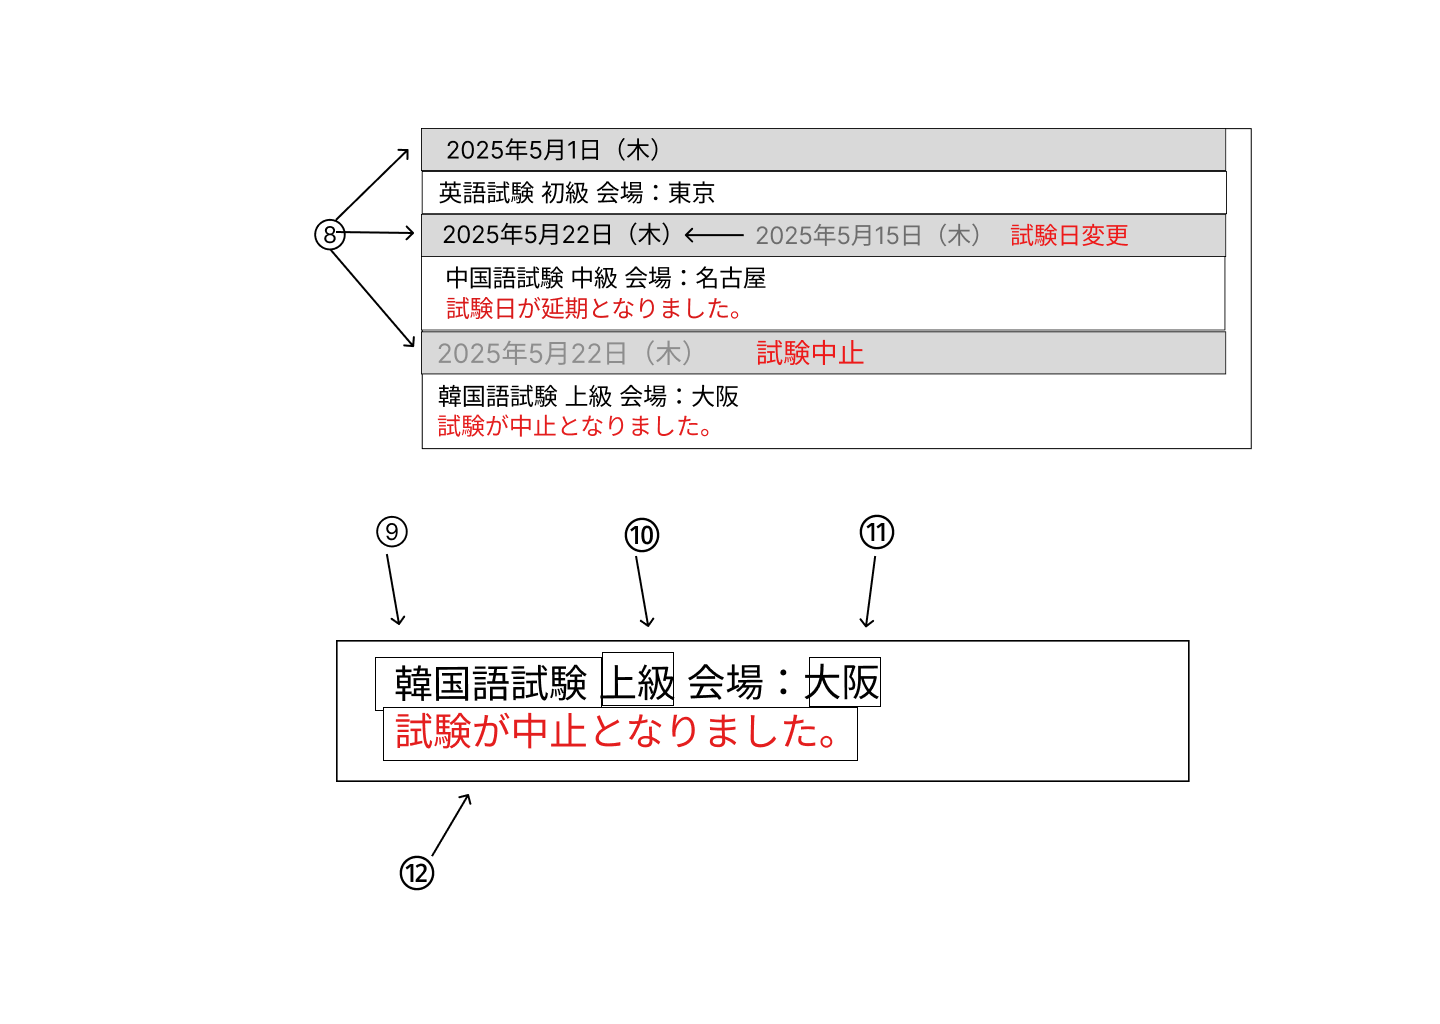 2025年5月1日（木）
英語試験 初級 会場：東京
⑧
2025年5月22日（木） 2025年5月15日（木） 試験日変更
中国語試験 中級 会場：名古屋
試験日が延期となりました。
2025年5月22日（木） 試験中止
韓国語試験 上級 会場：大阪
試験が中止となりました。
⑨ ⑩ ⑪
韓国語試験 上級 会場：大阪
試験が中止となりました。
⑫